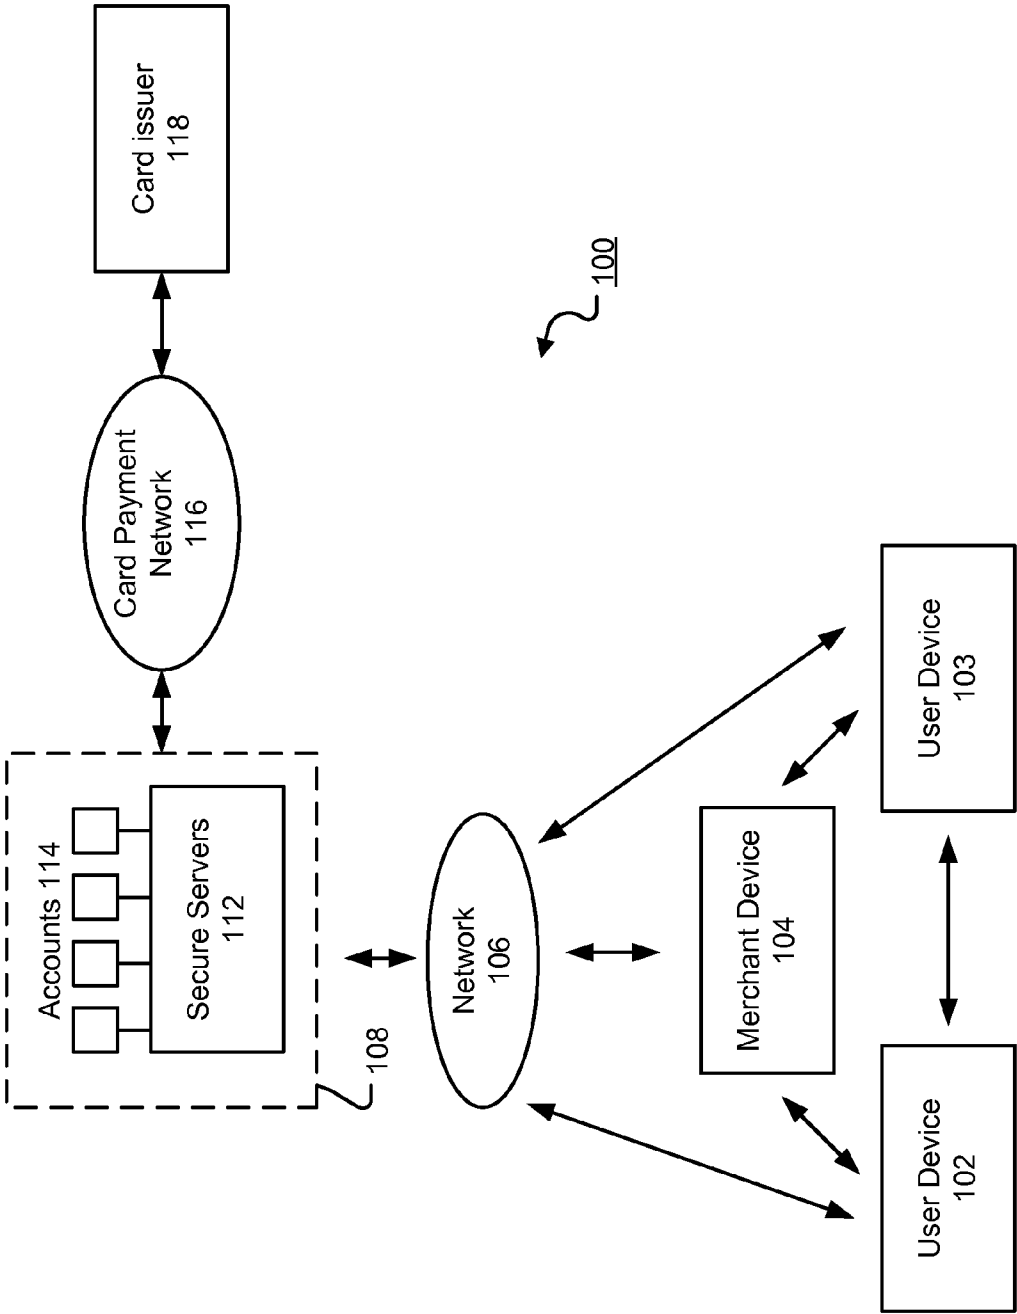 Accounts 114
Secure Servers
112
108
Card Payment
Network
116
Card issuer
118
Network
106
100
Merchant Device
104
User Device
102
User Device
103